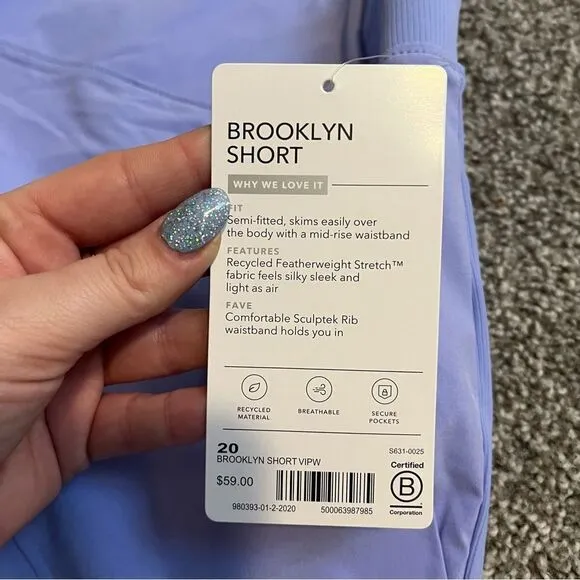 BROOKLYN
SHORT
WHY WE LOVE IT
FIT
Semi-fitted, skims easily over
the body with a mid-rise waistband
FEATURES
Recycled Featherweight Stretch™
fabric feels silky sleek and
light as air
FAVE
Comfortable Sculptek Rib
waistband holds you in
RECYCLED
MATERIAL
BREATHABLE
SECURE
POCKETS
20
BROOKLYN SHORT VIPW
S631-0025
$59.00
980393-01-2-2020
500063987985
Certified
B
Corporation